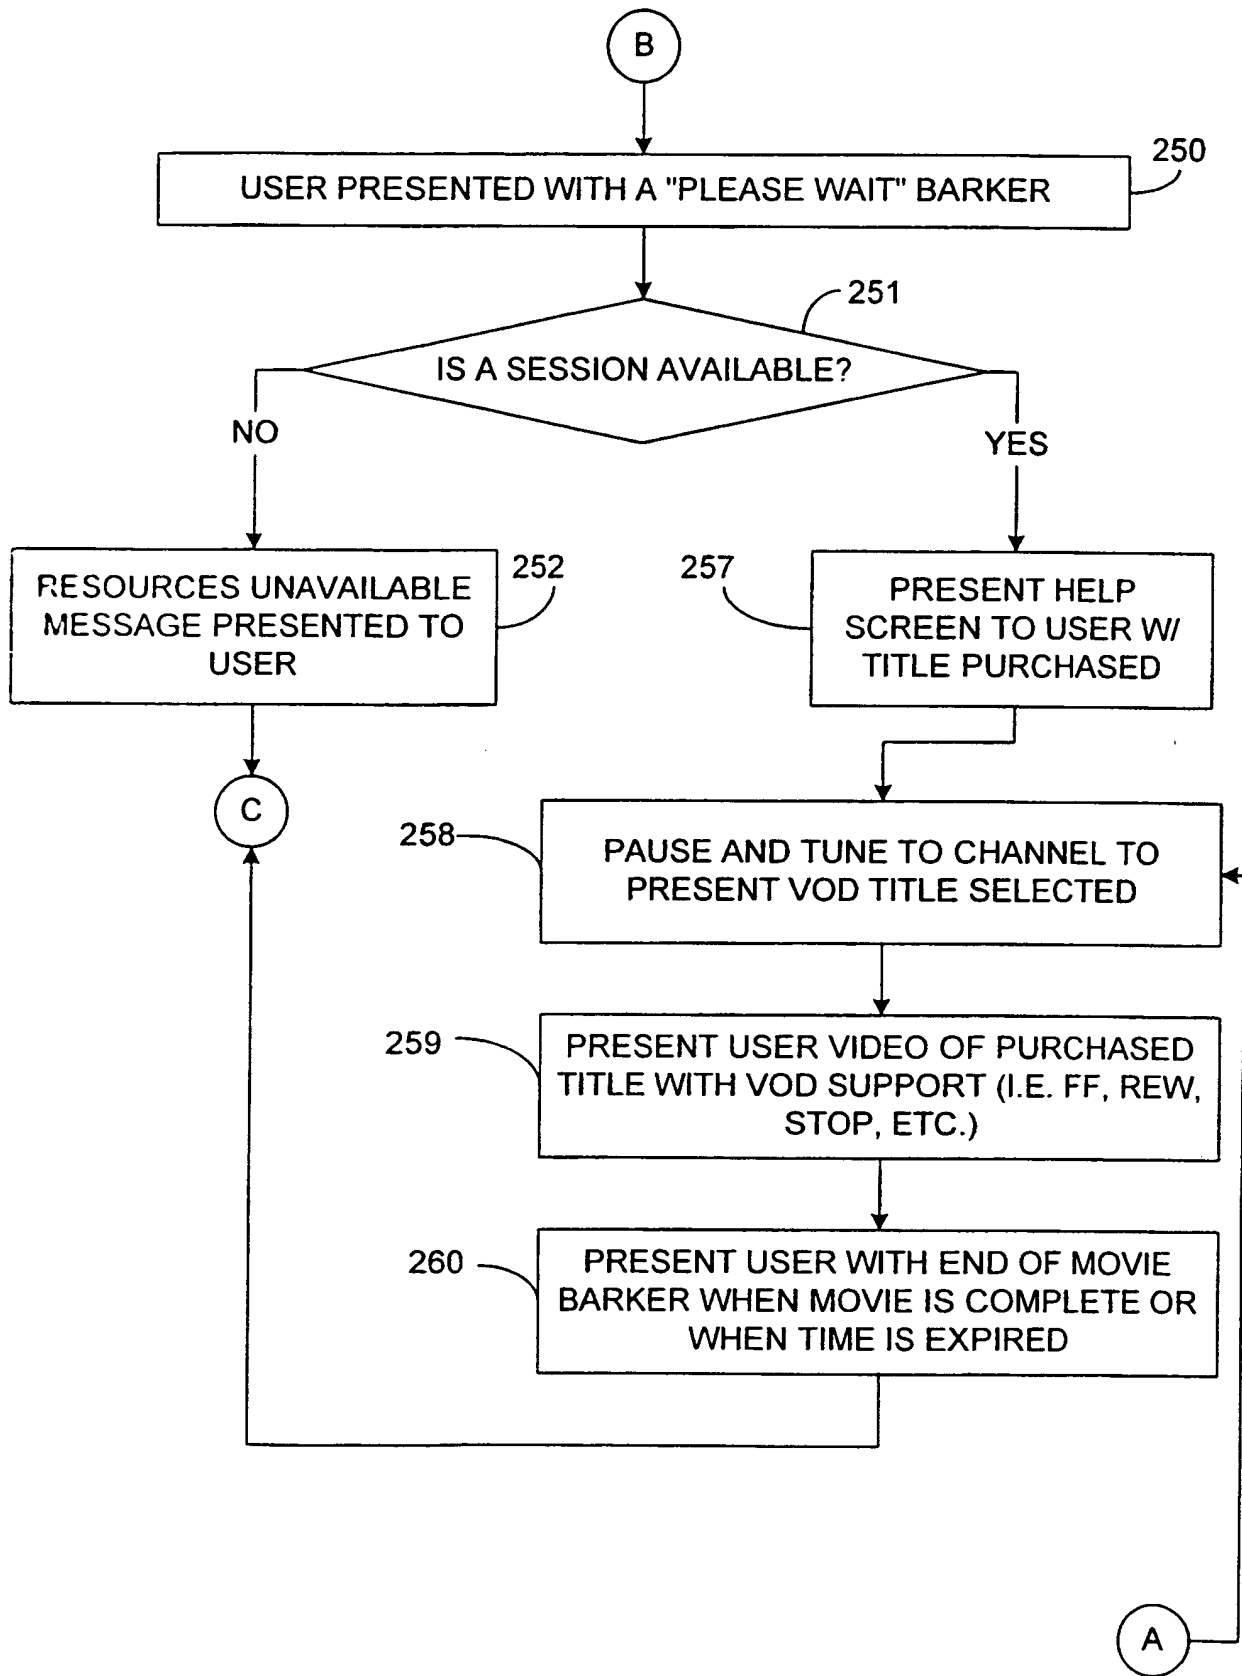 B
USER PRESENTED WITH A "PLEASE WAIT" BARKER
250
251
IS A SESSION AVAILABLE?
NO
YES
RESOURCES UNAVAILABLE
MESSAGE PRESENTED TO
USER
252
257
PRESENT HELP
SCREEN TO USER W/
TITLE PURCHASED
C
258
PAUSE AND TUNE TO CHANNEL TO
PRESENT VOD TITLE SELECTED
259
PRESENT USER VIDEO OF PURCHASED
TITLE WITH VOD SUPPORT (I.E. FF, REW,
STOP, ETC.)
260
PRESENT USER WITH END OF MOVIE
BARKER WHEN MOVIE IS COMPLETE OR
WHEN TIME IS EXPIRED
A